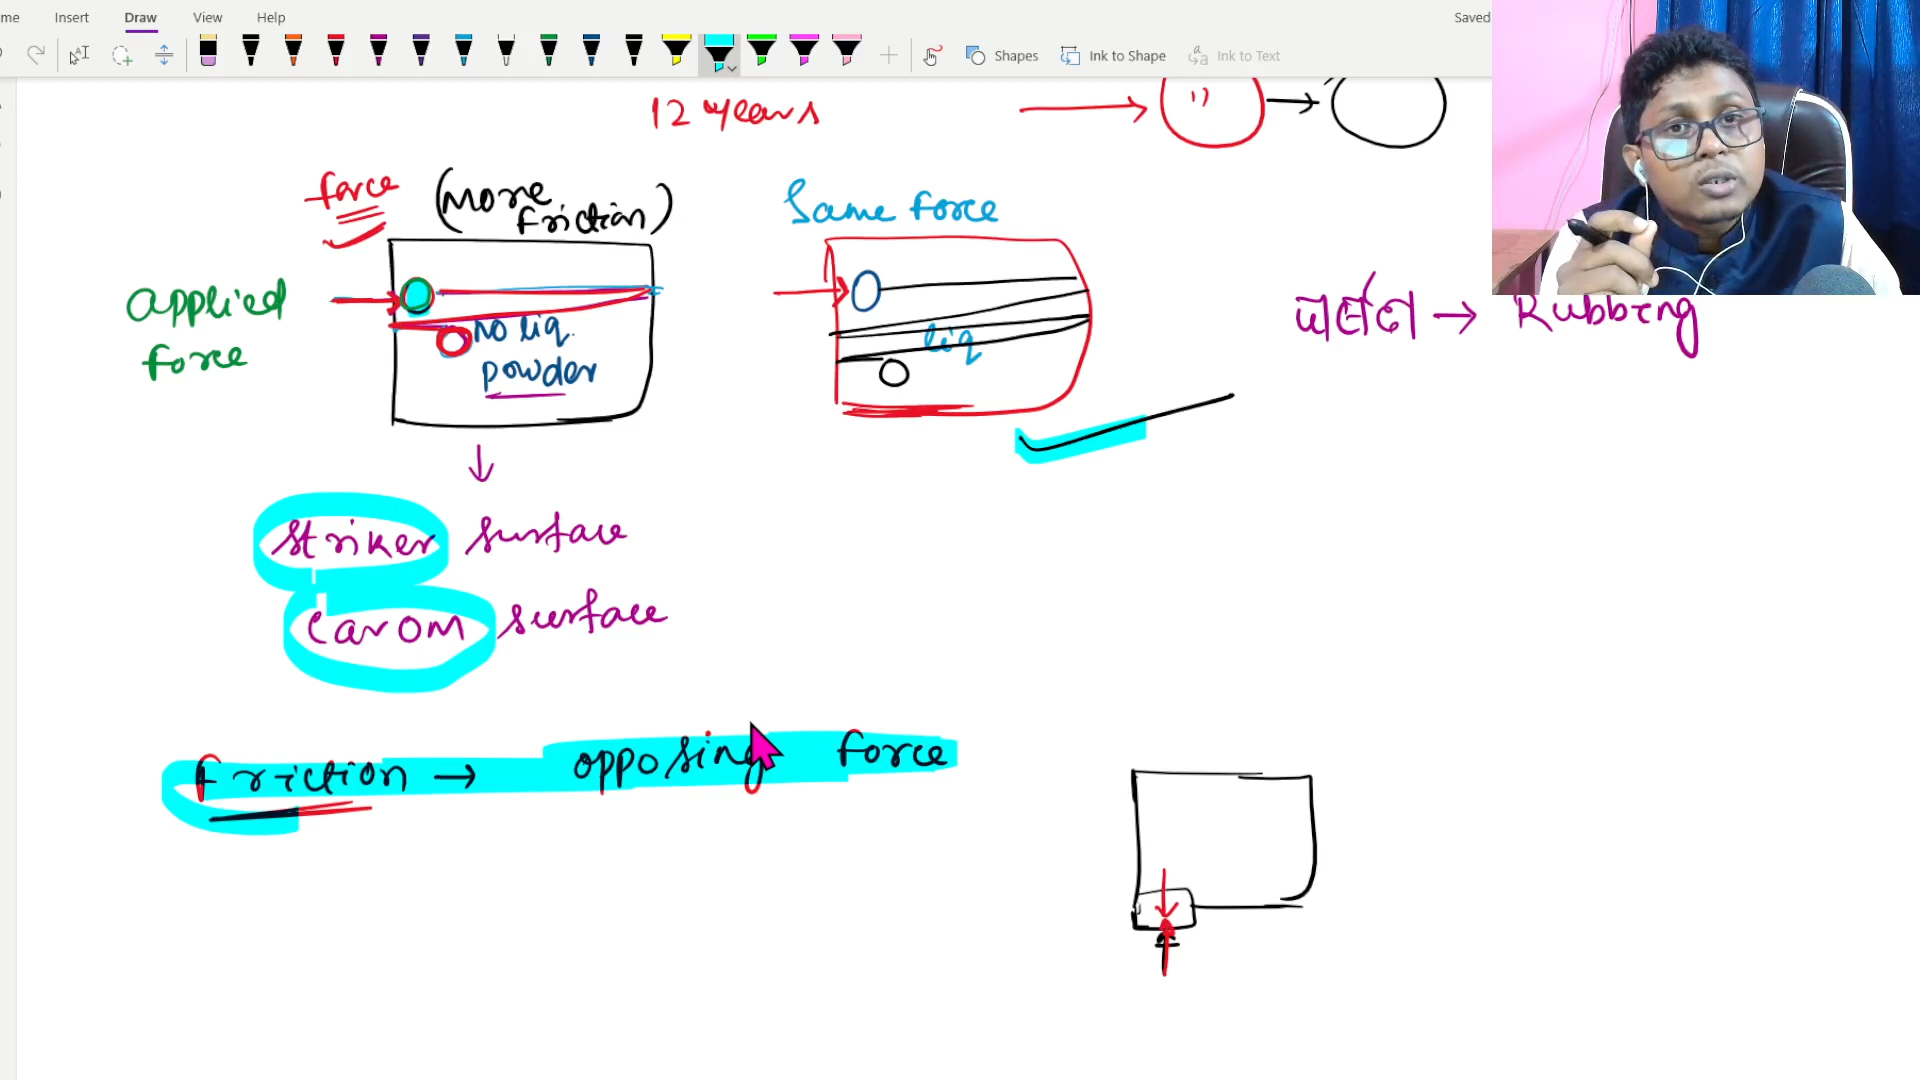 Insert Draw View Help Saved
Shapes Ink to Shape Ink to Text
12 years
force (More friction) Same force
applied force
No liq. powder
liq
ঘর্ষণ → Rubbing
Striker surface
Carom surface
friction → opposing force